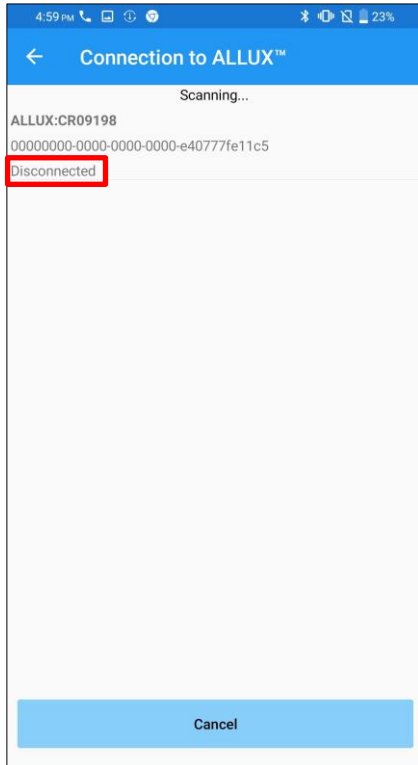 4:59 PM 23%
Connection to ALLUX™
Scanning...
ALLUX:CR09198
00000000-0000-0000-0000-e40777fe11c5
Disconnected
Cancel